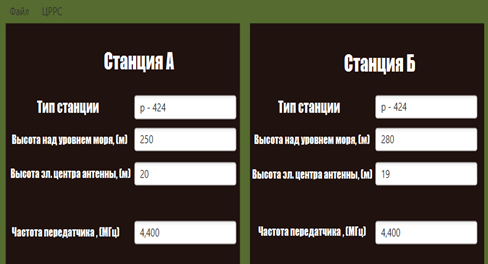 Файл ЦРРС
Станция А
Тип станции р - 424
Высота над уровнем моря, (м) 250
Высота эл. центра антенны, (м) 20
Частота передатчика , (МГц) 4,400
Станция Б
Тип станции р - 424
Высота над уровнем моря, (м) 280
Высота эл. центра антенны, (м) 19
Частота передатчика , (МГц) 4,400